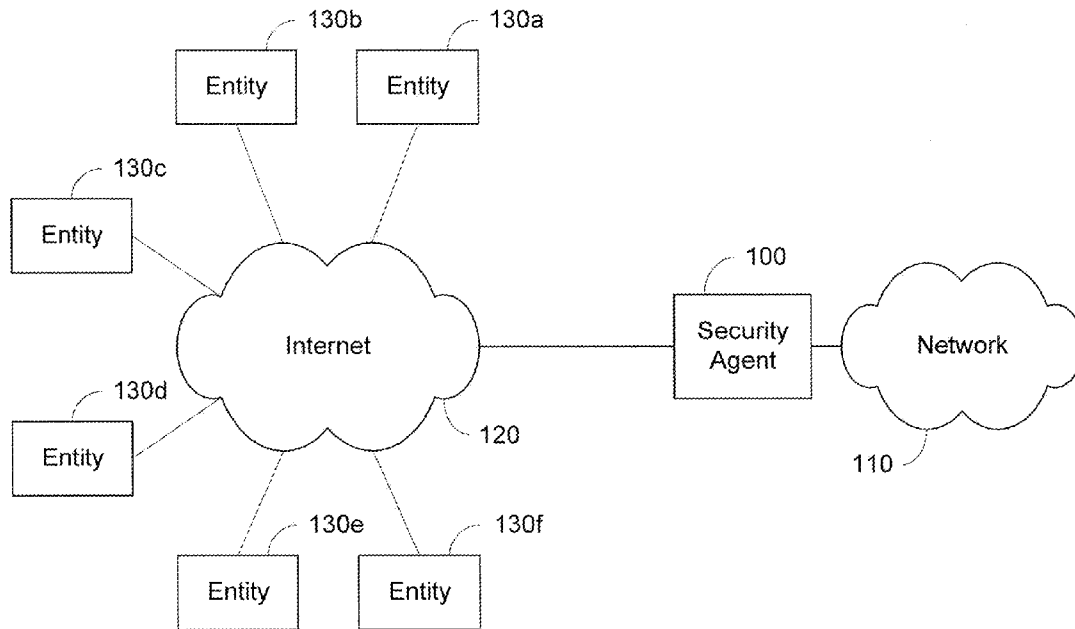 130b
130a
Entity
Entity
130c
Entity
100
Internet
Security
Agent
Network
130d
120
Entity
110
130e
130f
Entity
Entity